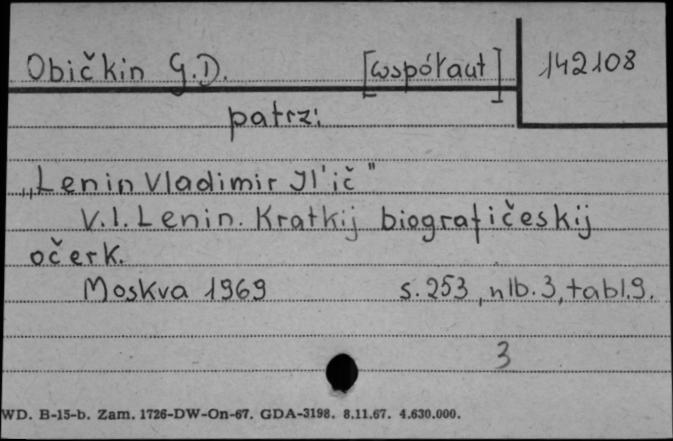 Običkin G.D. [współaut] 142108
patrz:
„Lenin Vladimir Il'ič"
V.I. Lenin. Kratkij biografičeskij
očerk.
Moskva 1969 s. 253, nlb. 3, tabl. 9.
3
WD. B-15-b. Zam. 1726-DW-On-67. GDA-3198. 8.11.67. 4.630.000.